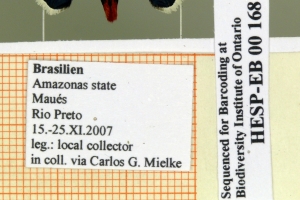 Brasilien
Amazonas state
Maués
Rio Preto
15.-25.XI.2007
leg.: local collector
in coll. via Carlos G. Mielke
Sequenced for Barcoding at
Biodiversity Institute of Ontario
HESP-EB 00 168